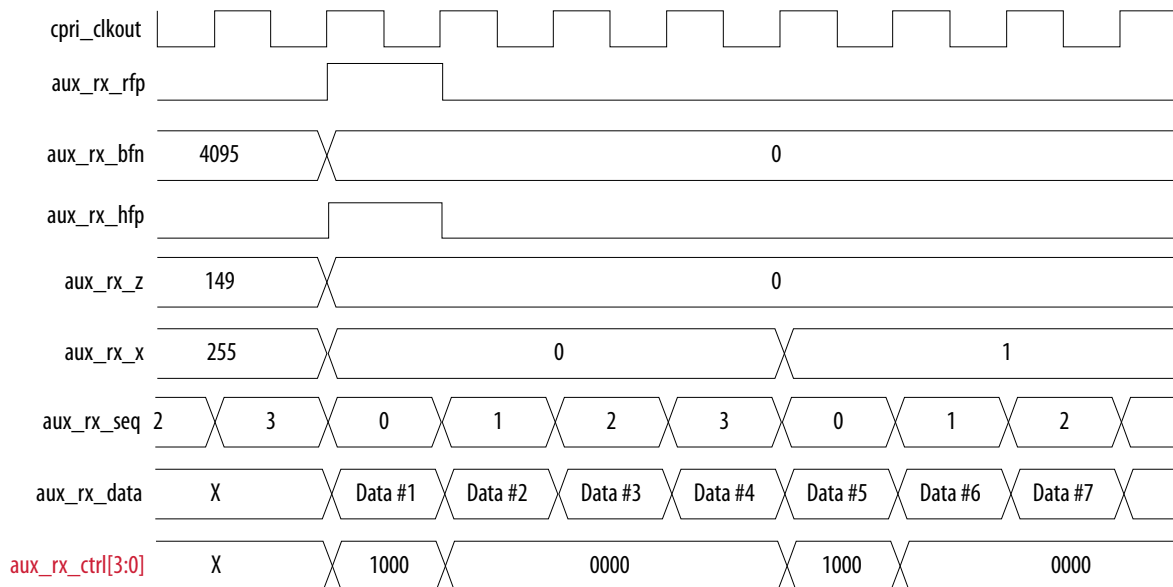 cpri_clkout
aux_rx_rfp
aux_rx_bfn 4095 0
aux_rx_hfp
aux_rx_z 149 0
aux_rx_x 255 0 1
aux_rx_seq 2 3 0 1 2 3 0 1 2
aux_rx_data X Data #1 Data #2 Data #3 Data #4 Data #5 Data #6 Data #7
aux_rx_ctrl[3:0] X 1000 0000 1000 0000